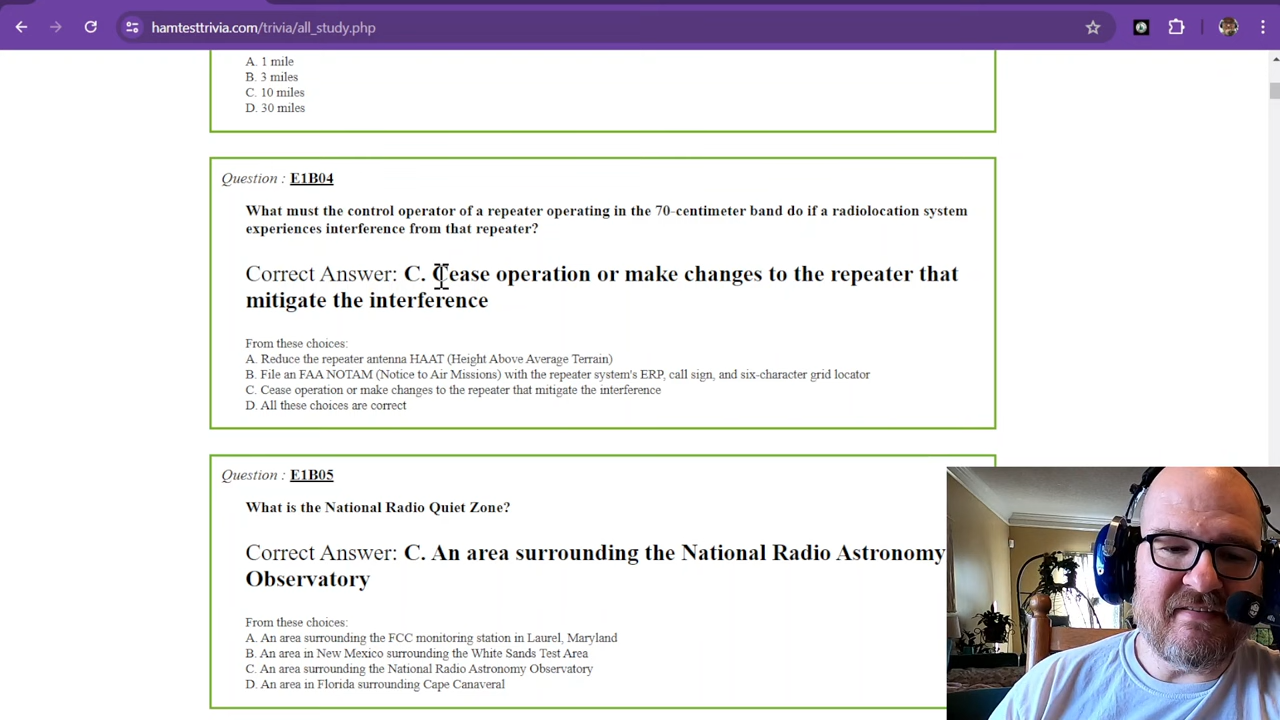 hamtesttrivia.com/trivia/all_study.php
A. 1 mile
B. 3 miles
C. 10 miles
D. 30 miles
Question : E1B04
What must the control operator of a repeater operating in the 70-centimeter band do if a radiolocation system
experiences interference from that repeater?
Correct Answer: C. Cease operation or make changes to the repeater that
mitigate the interference
From these choices:
A. Reduce the repeater antenna HAAT (Height Above Average Terrain)
B. File an FAA NOTAM (Notice to Air Missions) with the repeater system's ERP, call sign, and six-character grid locator
C. Cease operation or make changes to the repeater that mitigate the interference
D. All these choices are correct
Question : E1B05
What is the National Radio Quiet Zone?
Correct Answer: C. An area surrounding the National Radio Astronomy
Observatory
From these choices:
A. An area surrounding the FCC monitoring station in Laurel, Maryland
B. An area in New Mexico surrounding the White Sands Test Area
C. An area surrounding the National Radio Astronomy Observatory
D. An area in Florida surrounding Cape Canaveral